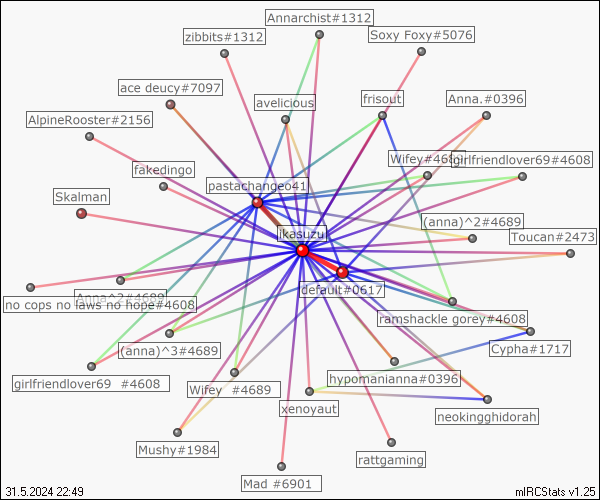 Annarchist#1312
zibbits#1312
Soxy Foxy#5076
ace deucy#7097
avelicious
frisout
Anna.#0396
AlpineRooster#2156
Wifey#4689
girlfriendlover69#4608
fakedingo
pastachangeo41
Skalman
(anna)^2#4689
jkasuzu
Toucan#2473
default#0617
Anna^2#4689
no cops no laws no hope#4608
ramshackle gorey#4608
(anna)^3#4689
Cypha#1717
girlfriendlover69 #4608
Wifey #4689
hypomanianna#0396
xenoyaut
neokingghidorah
Mushy#1984
rattgaming
Mad #6901
31.5.2024 22:49
mIRCStats v1.25